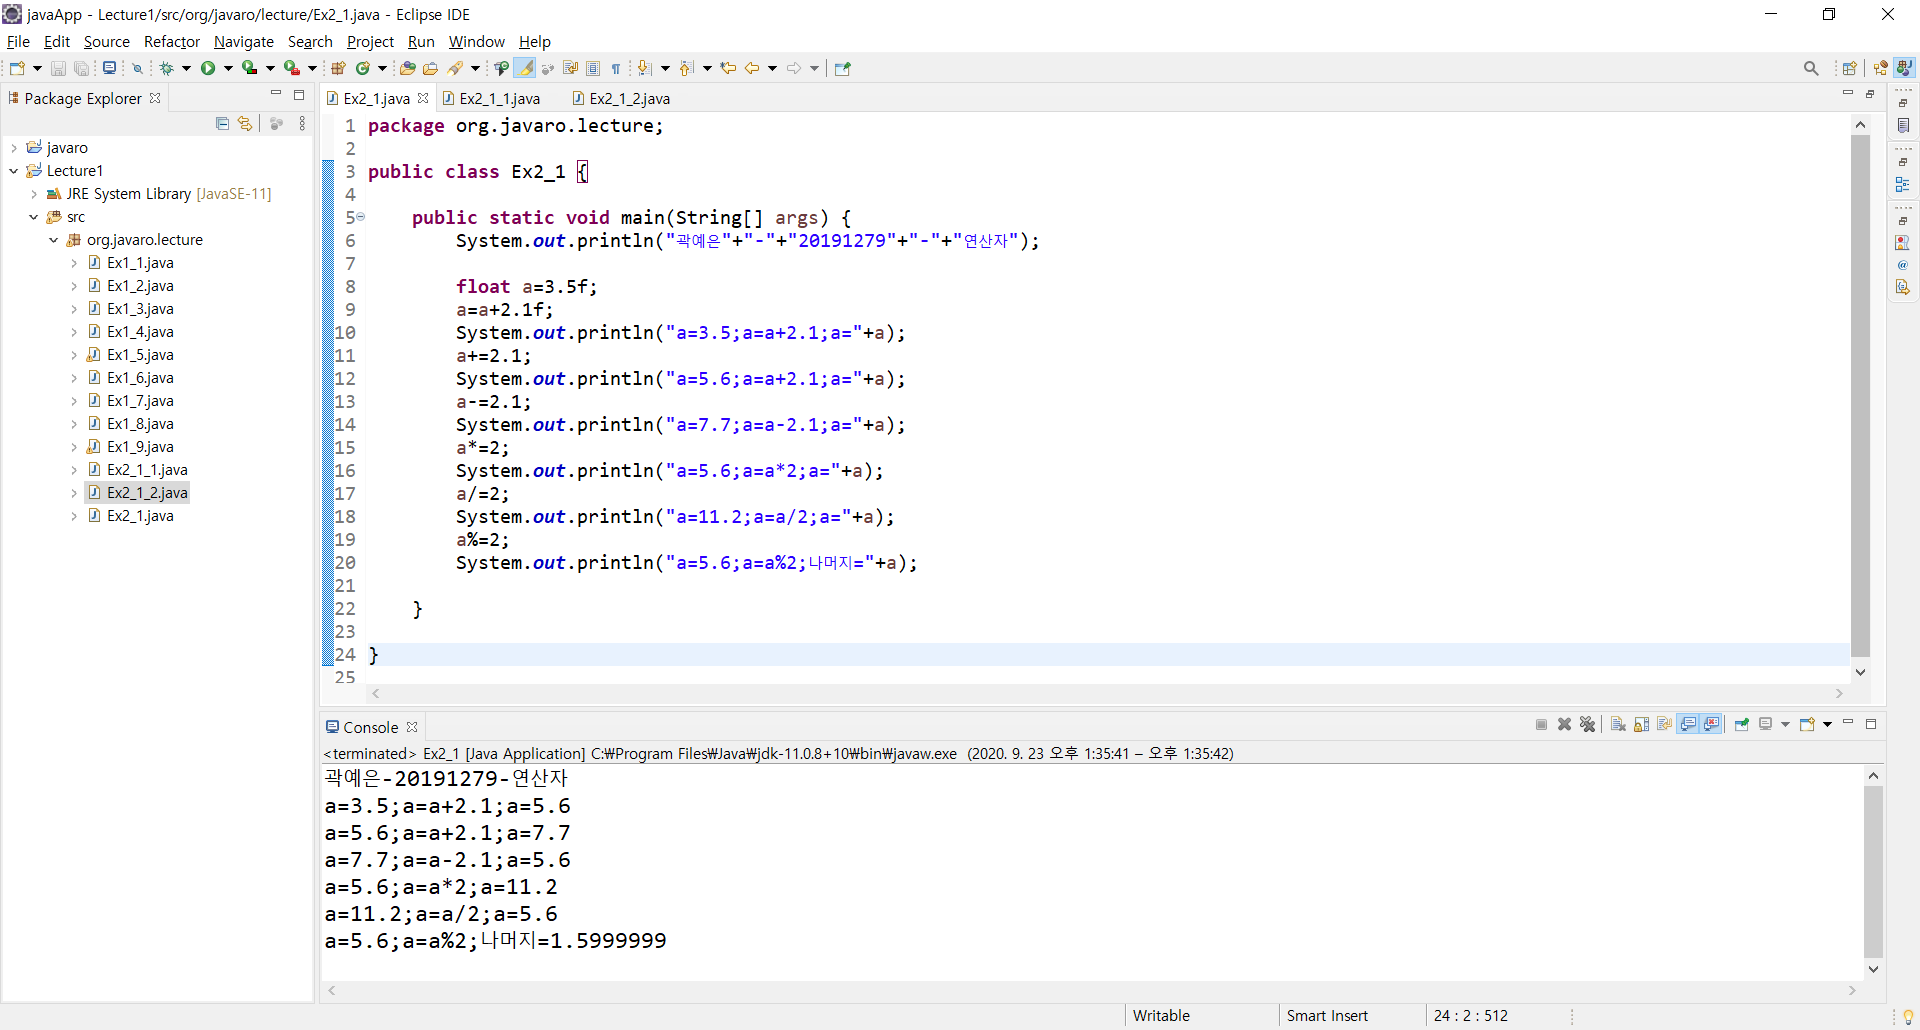 javaApp - Lecture1/src/org/javaro/lecture/Ex2_1.java - Eclipse IDE
File Edit Source Refactor Navigate Search Project Run Window Help
Package Explorer
javaro
Lecture1
JRE System Library [JavaSE-11]
src
org.javaro.lecture
Ex1_1.java
Ex1_2.java
Ex1_3.java
Ex1_4.java
Ex1_5.java
Ex1_6.java
Ex1_7.java
Ex1_8.java
Ex1_9.java
Ex2_1_1.java
Ex2_1_2.java
Ex2_1.java
Ex2_1.java Ex2_1_1.java Ex2_1_2.java
1 package org.javaro.lecture;
2
3 public class Ex2_1 {
4
5 public static void main(String[] args) {
6 System.out.println("곽예은"+"-"+"20191279"+"-"+"연산자");
7
8 float a=3.5f;
9 a=a+2.1f;
10 System.out.println("a=3.5;a=a+2.1;a="+a);
11 a+=2.1;
12 System.out.println("a=5.6;a=a+2.1;a="+a);
13 a-=2.1;
14 System.out.println("a=7.7;a=a-2.1;a="+a);
15 a*=2;
16 System.out.println("a=5.6;a=a*2;a="+a);
17 a/=2;
18 System.out.println("a=11.2;a=a/2;a="+a);
19 a%=2;
20 System.out.println("a=5.6;a=a%2;나머지="+a);
21
22 }
23
24 }
25
Console
<terminated> Ex2_1 [Java Application] C:₩Program Files₩Java₩jdk-11.0.8+10₩bin₩javaw.exe (2020. 9. 23 오후 1:35:41 – 오후 1:35:42)
곽예은-20191279-연산자
a=3.5;a=a+2.1;a=5.6
a=5.6;a=a+2.1;a=7.7
a=7.7;a=a-2.1;a=5.6
a=5.6;a=a*2;a=11.2
a=11.2;a=a/2;a=5.6
a=5.6;a=a%2;나머지=1.5999999
Writable Smart Insert 24 : 2 : 512